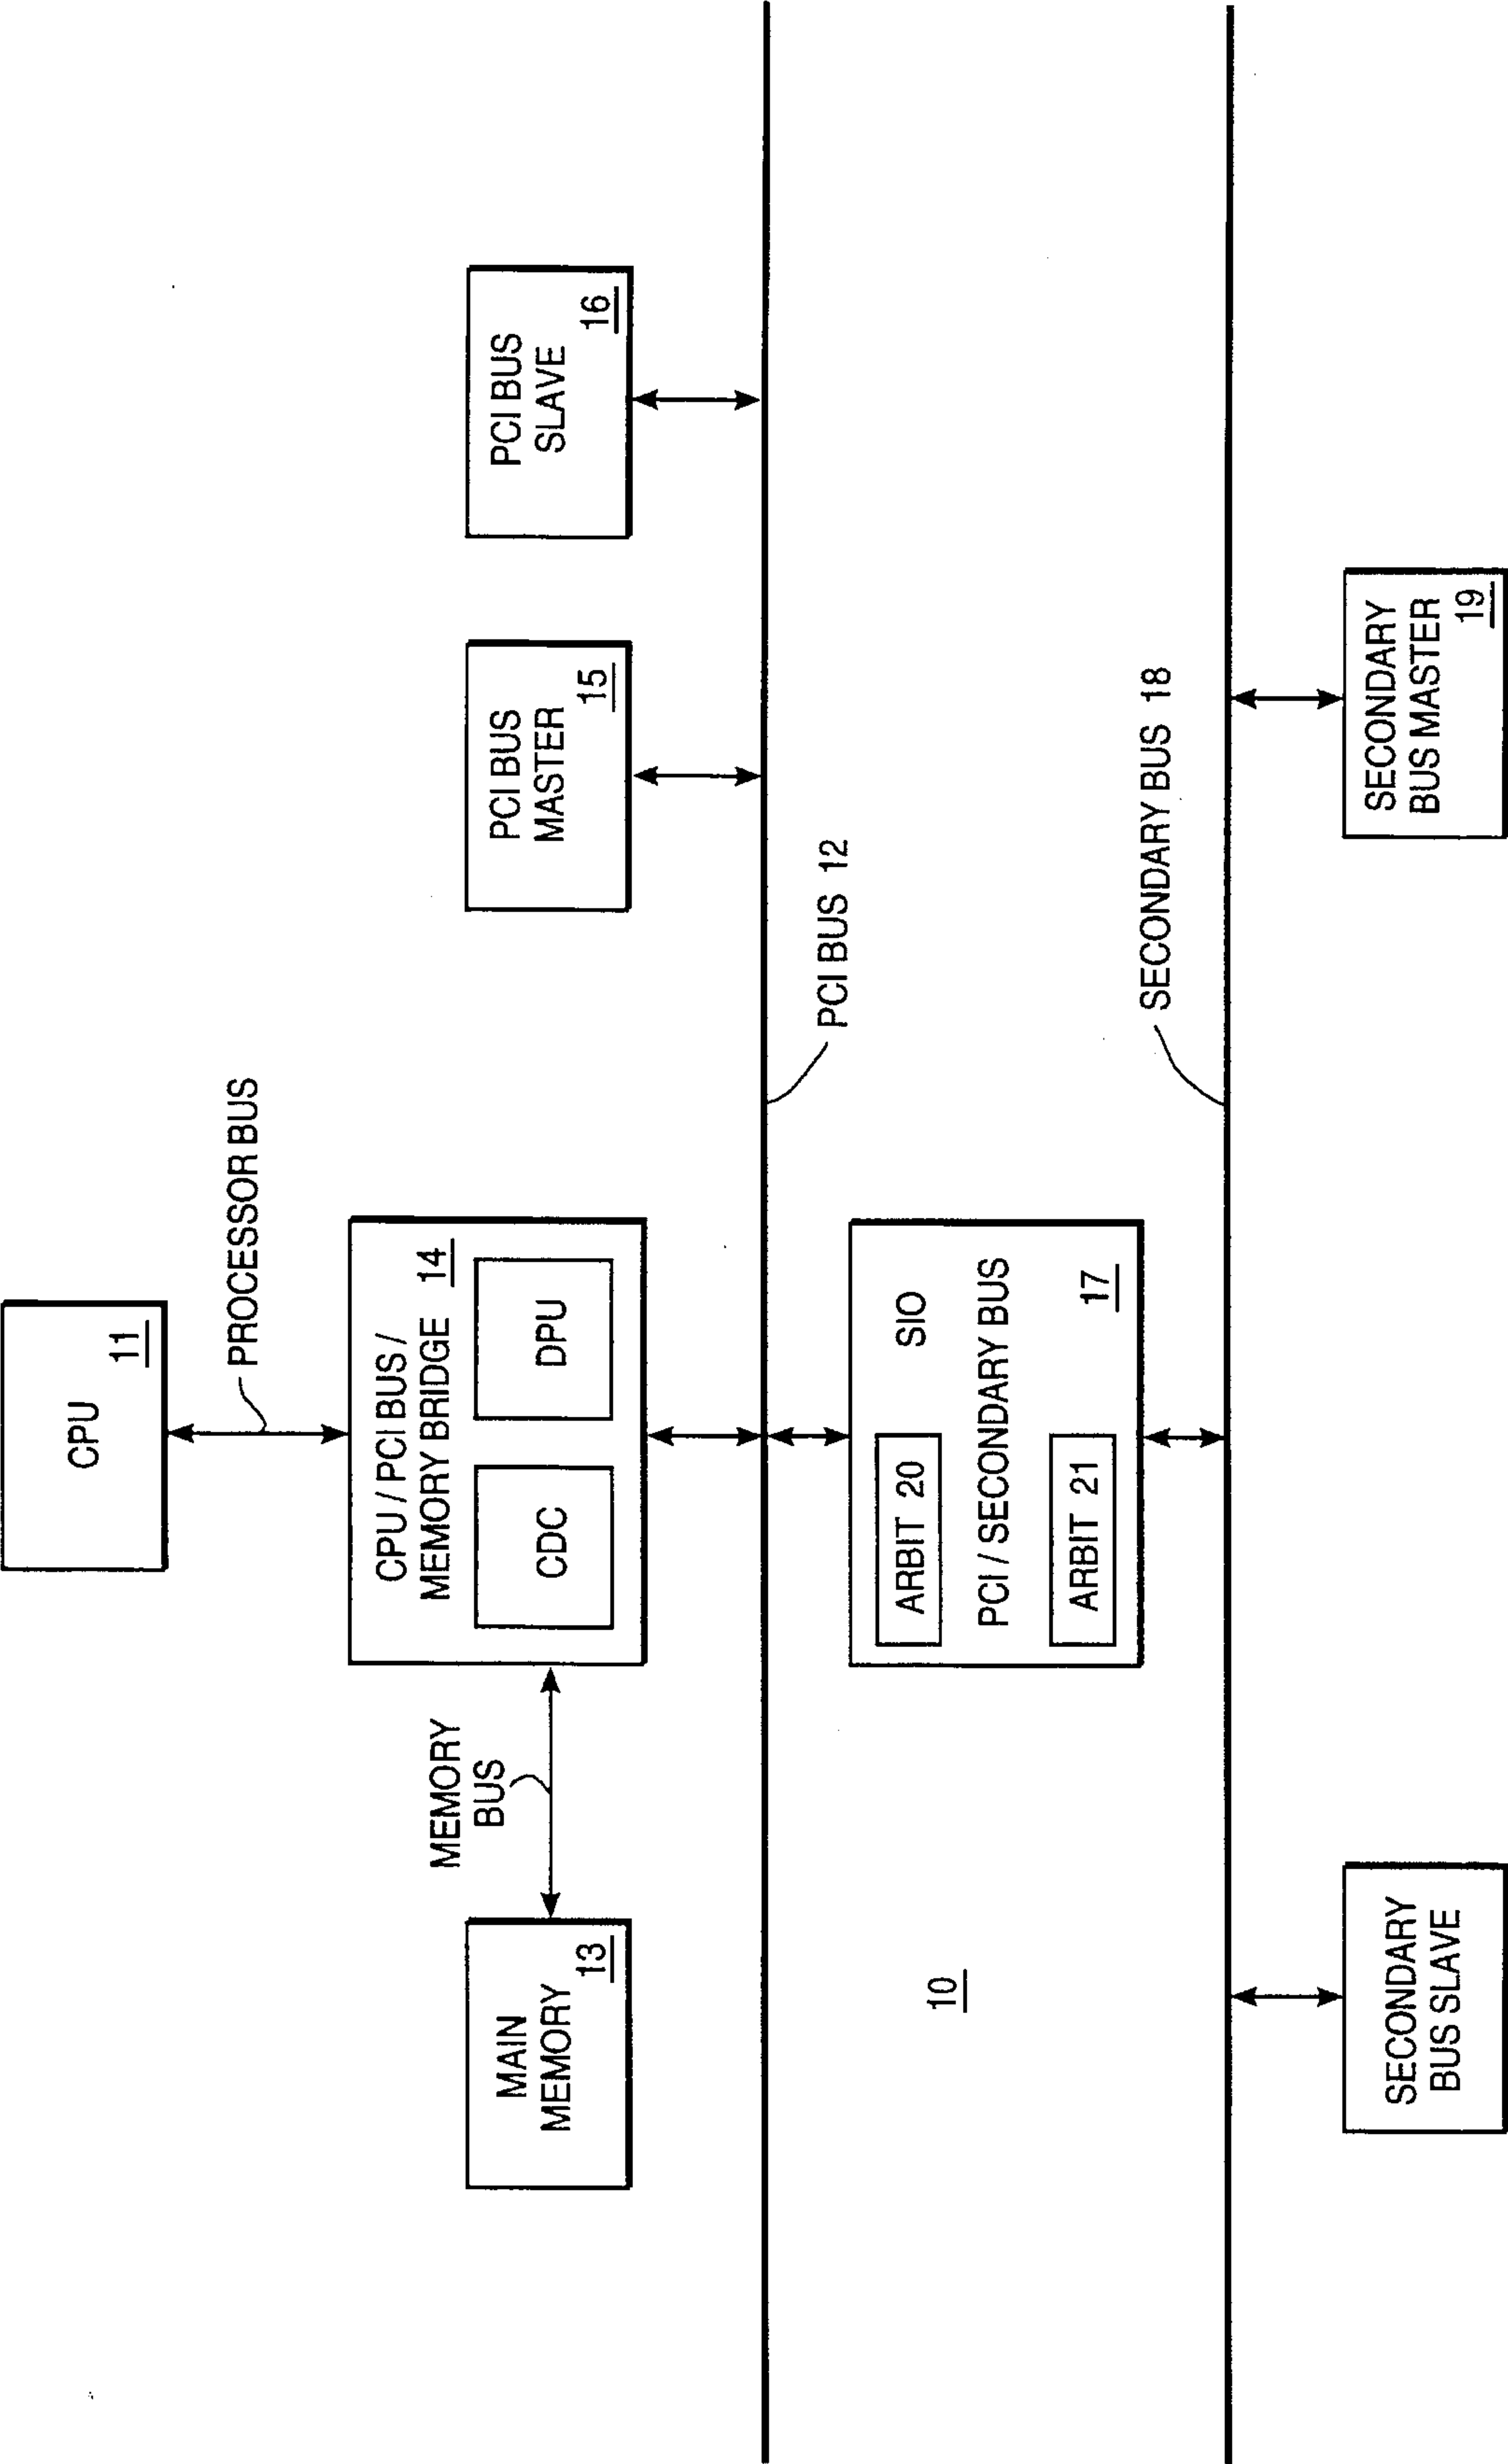 CPU
11
PROCESSOR BUS
CPU / PCI BUS /
MEMORY BRIDGE
14
CDC
DPU
MEMORY
BUS
MAIN
MEMORY
13
PCI BUS
MASTER
15
PCI BUS
SLAVE
16
PCI BUS 12
ARBIT 20
SIO
PCI / SECONDARY BUS
ARBIT 21
17
10
SECONDARY BUS 18
SECONDARY
BUS SLAVE
SECONDARY
BUS MASTER
19